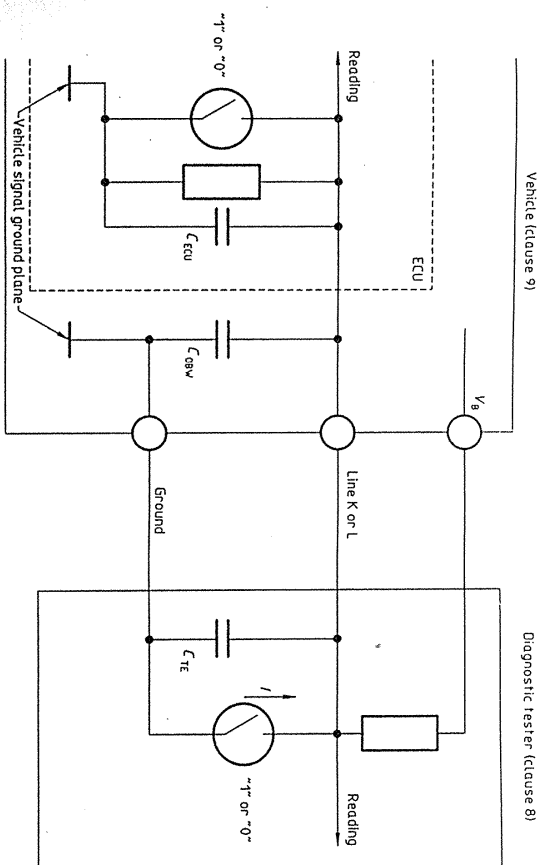 Vehicle (clause 9)
Diagnostic tester (clause 8)
"1" or "0"
Reading
C_ECU
ECU
Vehicle signal ground plane
C_OBW
V_B
Line K or L
Ground
C_TE
I
"1" or "0"
Reading